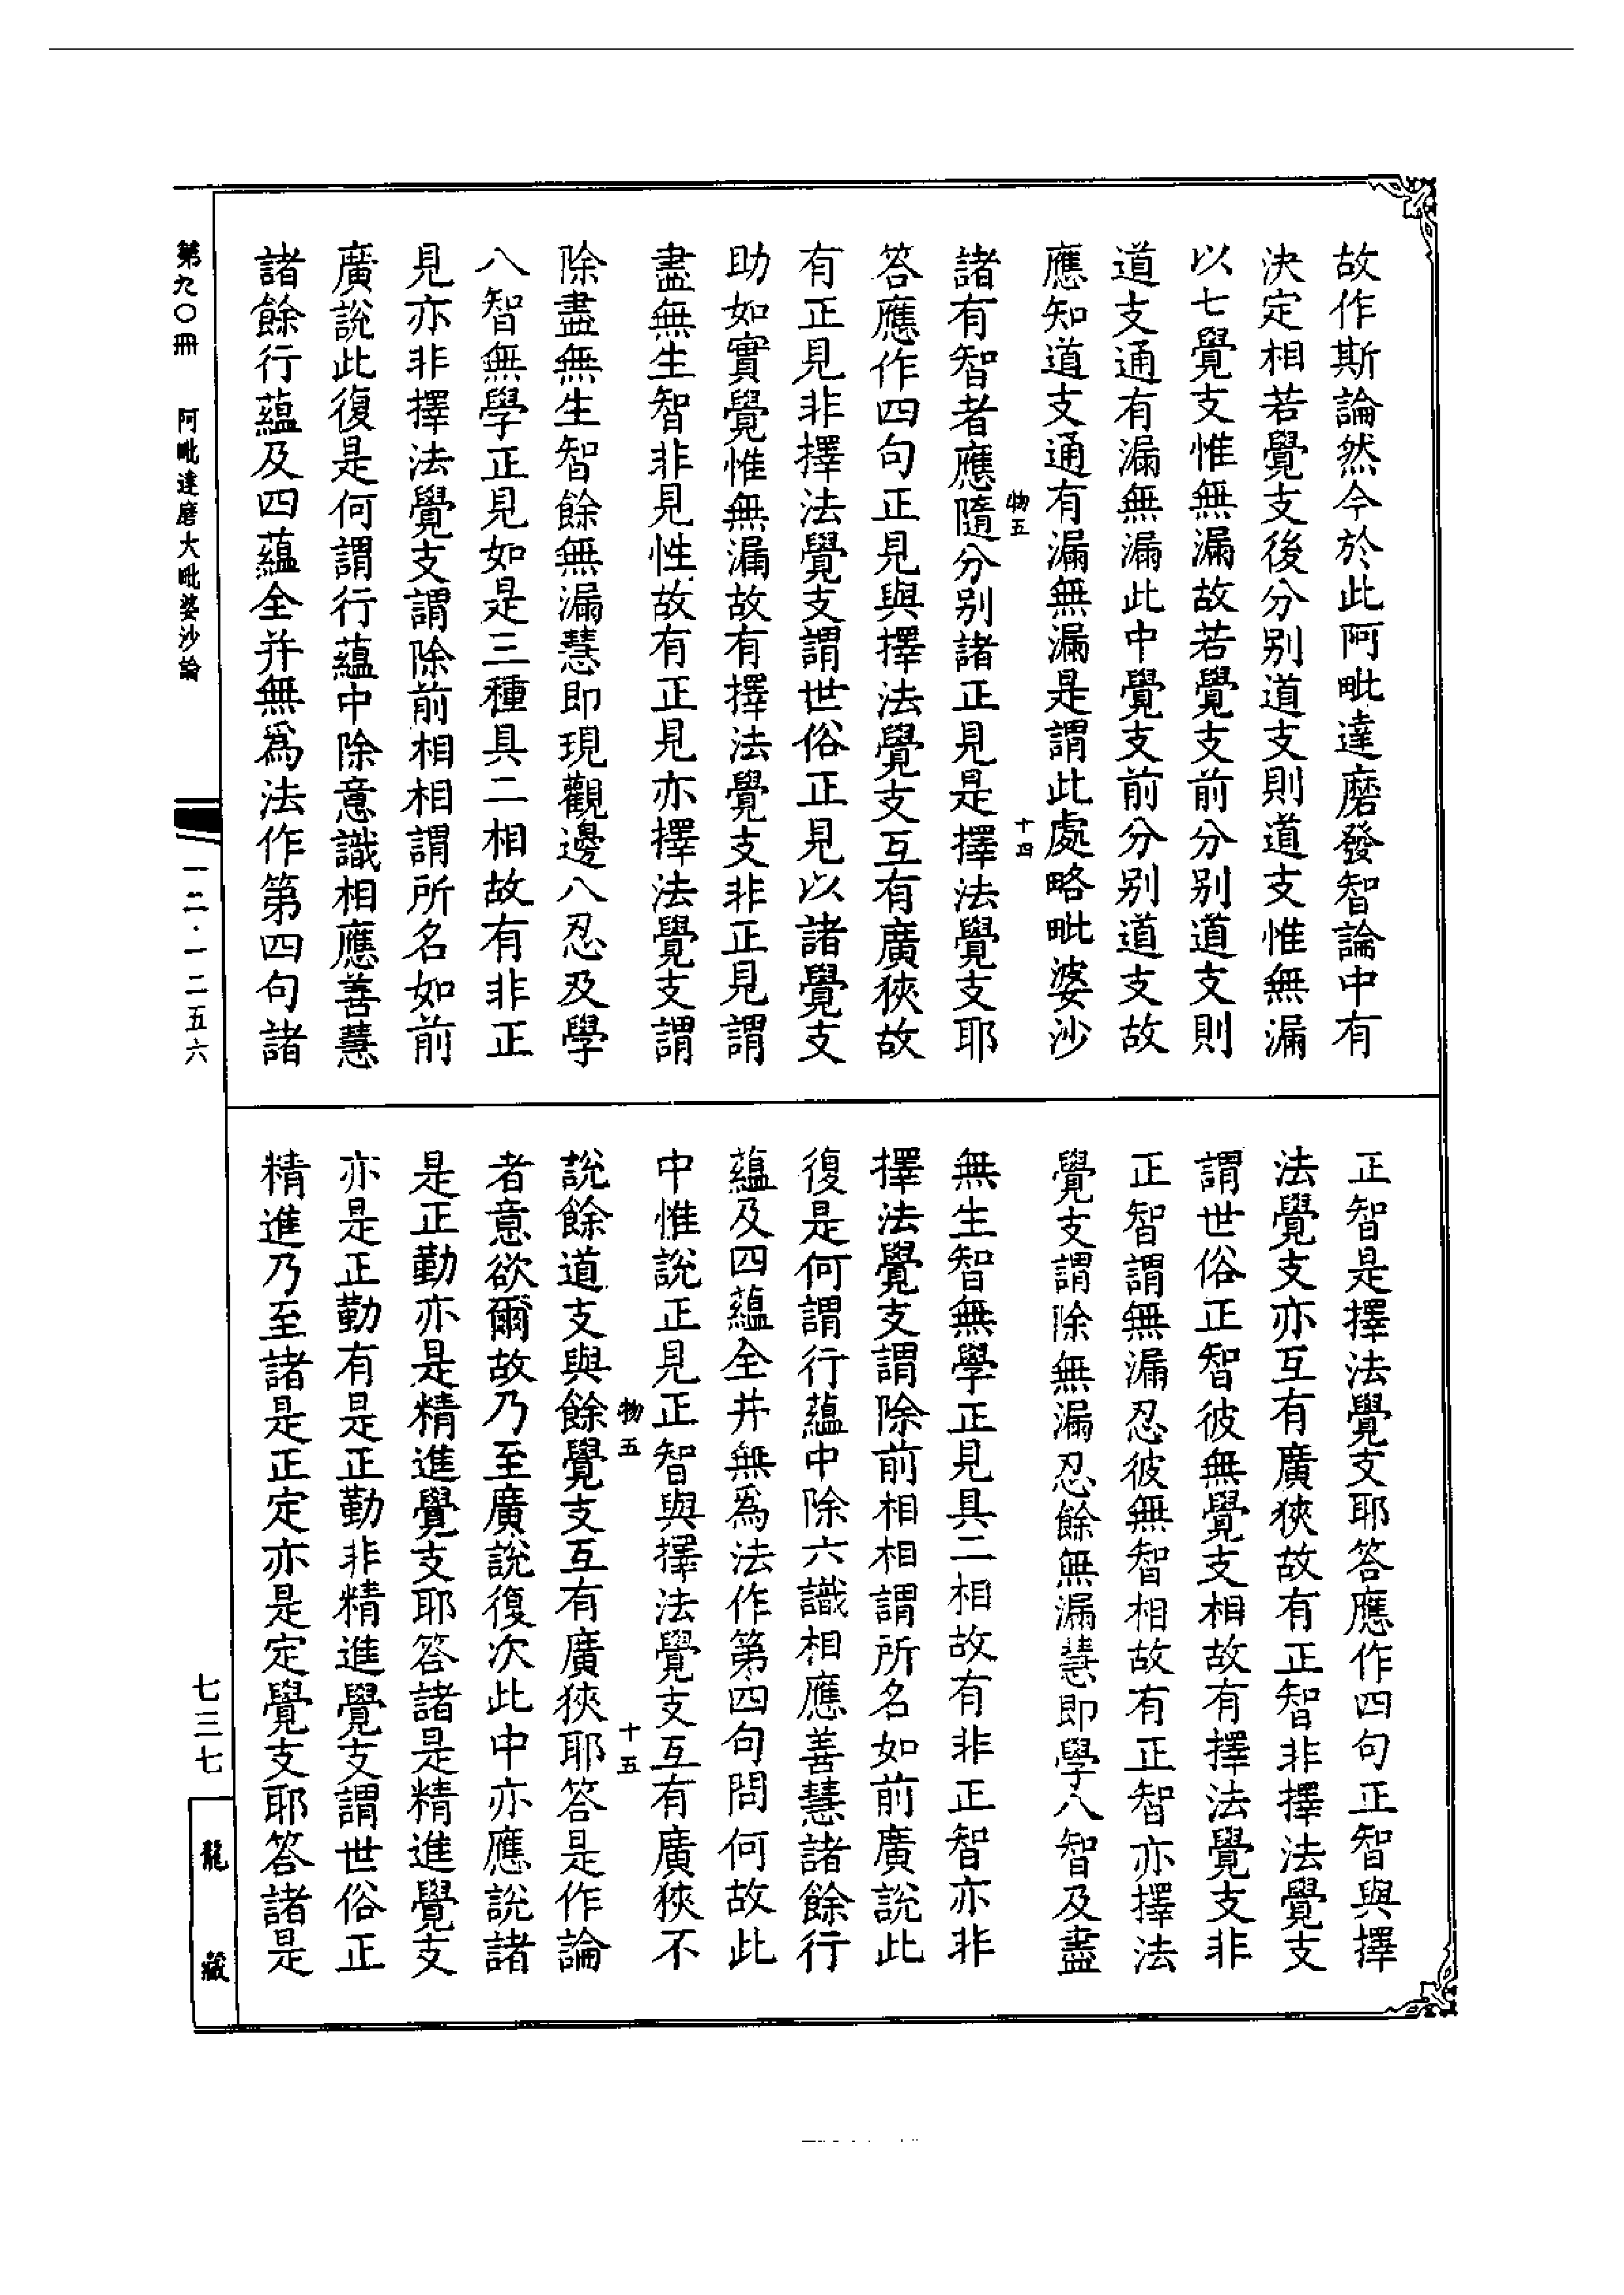 故作斯論然今於此阿毗達磨發智論中有
決定相若覺支後分别道支則道支惟無漏
以七覺支惟無漏故若覺支前分别道支則
道支通有漏無漏此中覺支前分别道支故
應知道支通有漏無漏是謂此處略毗婆沙
物五 十四
諸有智者應隨分别諸正見是擇法覺支耶
答應作四句正見與擇法覺支互有廣狹故
有正見非擇法覺支謂世俗正見以諸覺支
助如實覺惟無漏故有擇法覺支非正見謂
盡無生智非見性故有正見亦擇法覺支謂
除盡無生智餘無漏慧即現觀邊八忍及學
八智無學正見如是三種具二相故有非正
見亦非擇法覺支謂除前相相謂所名如前
廣說此復是何謂行蘊中除意識相應善慧
諸餘行蘊及四蘊全并無爲法作第四句諸
正智是擇法覺支耶答應作四句正智與擇
法覺支亦互有廣狹故有正智非擇法覺支
謂世俗正智彼無覺支相故有擇法覺支非
正智謂無漏忍彼無智相故有正智亦擇法
覺支謂除無漏忍餘無漏慧即學八智及盡
無生智無學正見具二相故有非正智亦非
擇法覺支謂除前相相謂所名如前廣說此
復是何謂行蘊中除六識相應善慧諸餘行
蘊及四蘊全并無爲法作第四句問何故此
中惟說正見正智與擇法覺支互有廣狹不
物五 十五
說餘道支與餘覺支互有廣狹耶答是作論
者意欲爾故乃至廣說復次此中亦應說諸
是正勤亦是精進覺支耶答諸是精進覺支
亦是正勤有是正勤非精進覺支謂世俗正
精進乃至諸是正定亦是定覺支耶答諸是
第九〇冊 阿毗達磨大毗婆沙論
一二·一二五六
七三七
龍藏